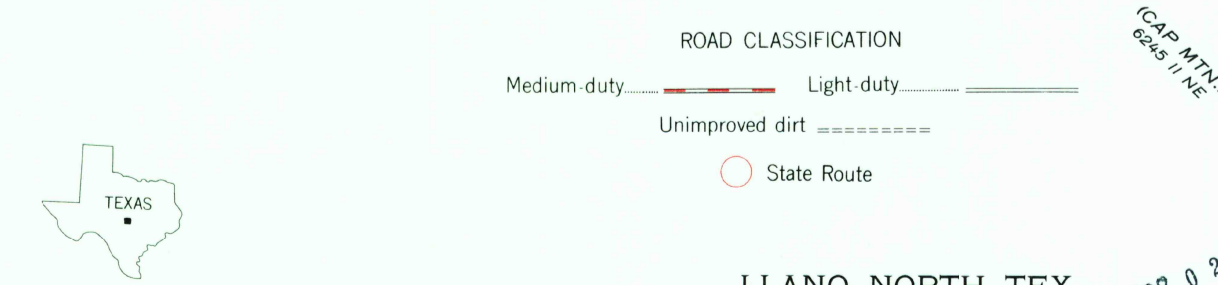 ROAD CLASSIFICATION
Medium-duty Light-duty
Unimproved dirt
State Route
TEXAS
(CAP MTN.
6245 II NE
LLANO NORTH, TEX.